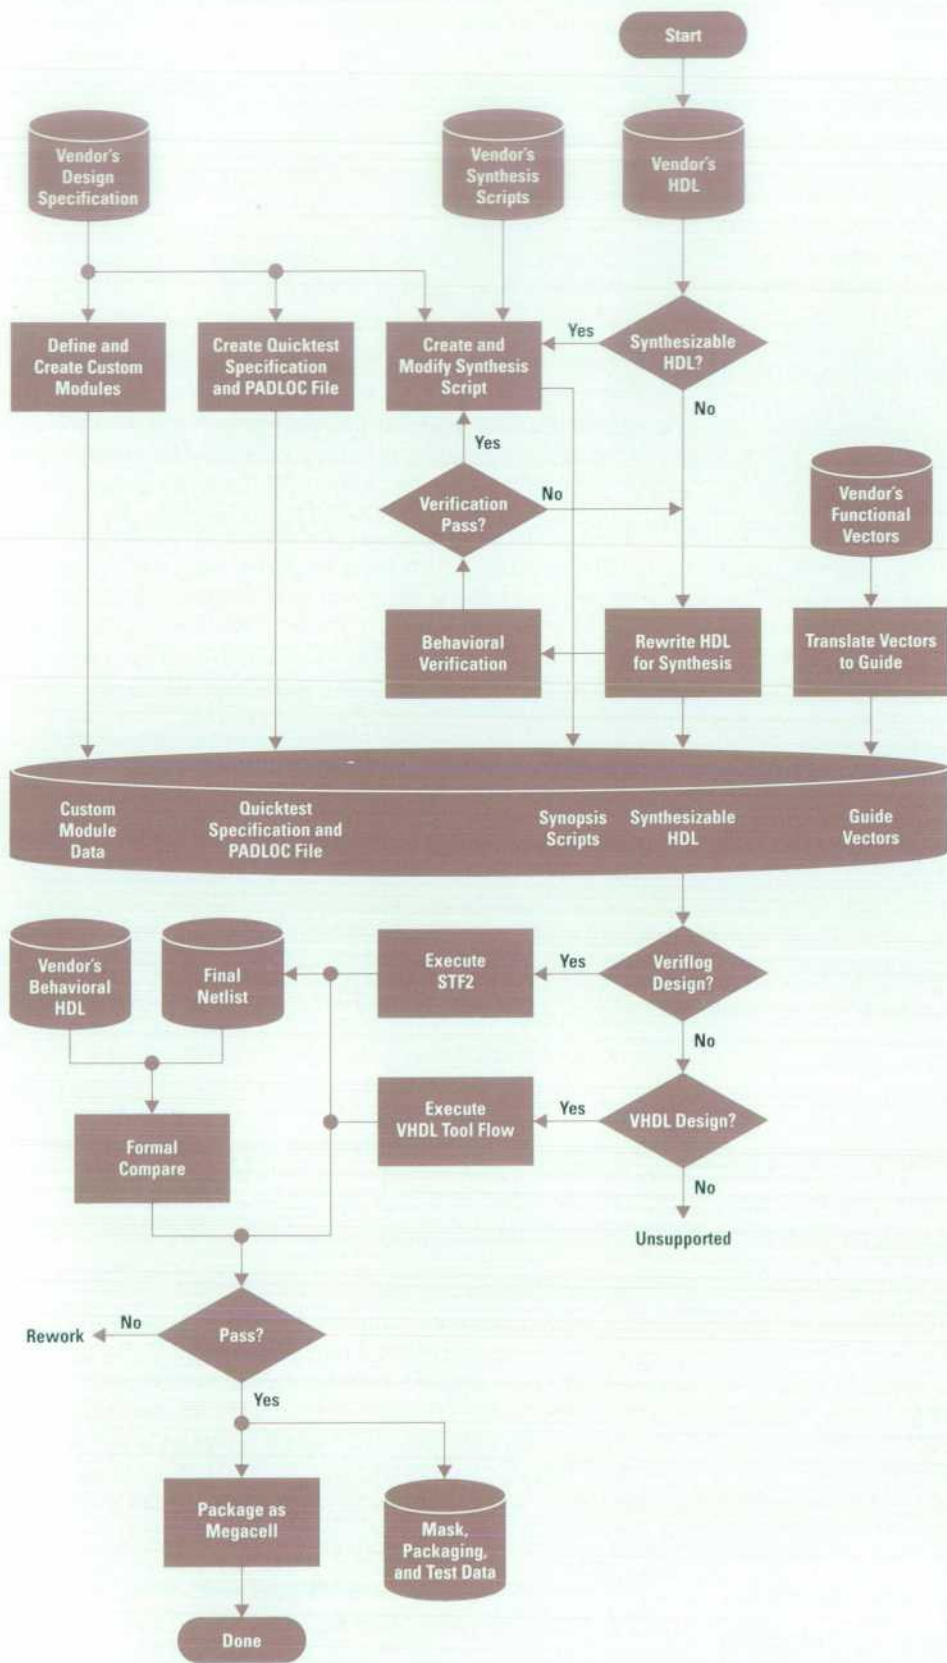 Start
Vendor's
Design
Specification
Vendor's
Synthesis
Scripts
Vendor's
HDL
Define and
Create Custom
Modules
Create Quicktest
Specification
and PADLOC File
Create and
Modify Synthesis
Script
Yes
Synthesizable
HDL?
No
Yes
Verification
Pass?
No
Vendor's
Functional
Vectors
Behavioral
Verification
Rewrite HDL
for Synthesis
Translate Vectors
to Guide
Custom
Module
Data
Quicktest
Specification and
PADLOC File
Synopsis
Scripts
Synthesizable
HDL
Guide
Vectors
Vendor's
Behavioral
HDL
Final
Netlist
Execute
STF2
Yes
Veriflog
Design?
No
Formal
Compare
Execute
VHDL Tool Flow
Yes
VHDL Design?
No
Unsupported
Rework
No
Pass?
Yes
Package as
Megacell
Mask,
Packaging,
and Test Data
Done